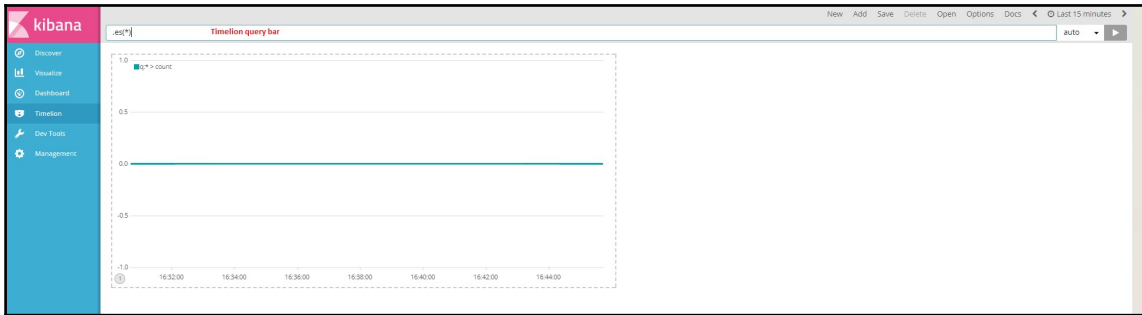 kibana
New Add Save Delete Open Options Docs Last 15 minutes
.es(*) Timelion query bar
auto
Discover
Visualize
Dashboard
Timelion
Dev Tools
Management
q:* > count
1.0
0.5
0.0
-0.5
-1.0
1
16:32:00 16:34:00 16:36:00 16:38:00 16:40:00 16:42:00 16:44:00